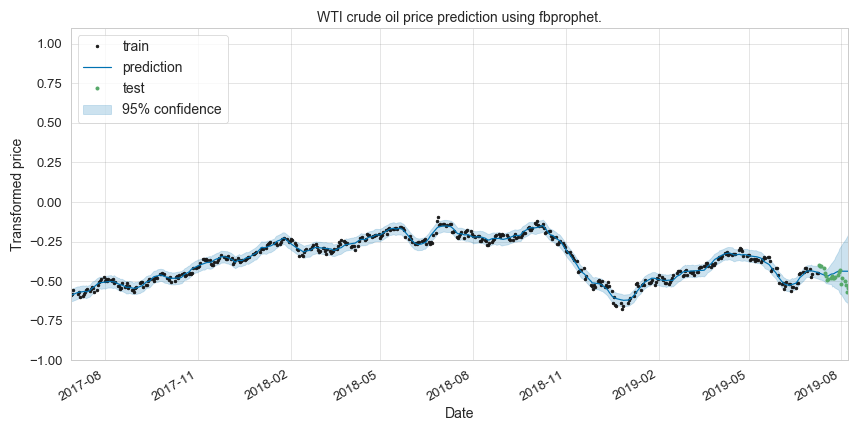 WTI crude oil price prediction using fbprophet.
train
prediction
test
95% confidence
Transformed price
1.00
0.75
0.50
0.25
0.00
−0.25
−0.50
−0.75
−1.00
2017-08
2017-11
2018-02
2018-05
2018-08
2018-11
2019-02
2019-05
2019-08
Date